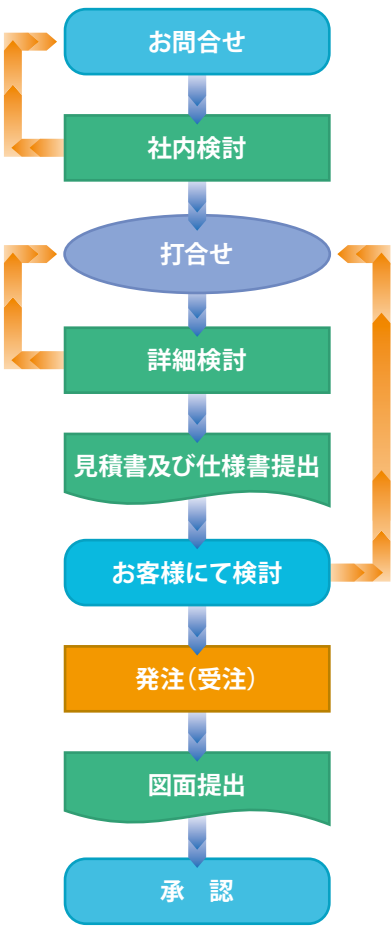 お問合せ
社内検討
打合せ
詳細検討
見積書及び仕様書提出
お客様にて検討
発注(受注)
図面提出
承　認